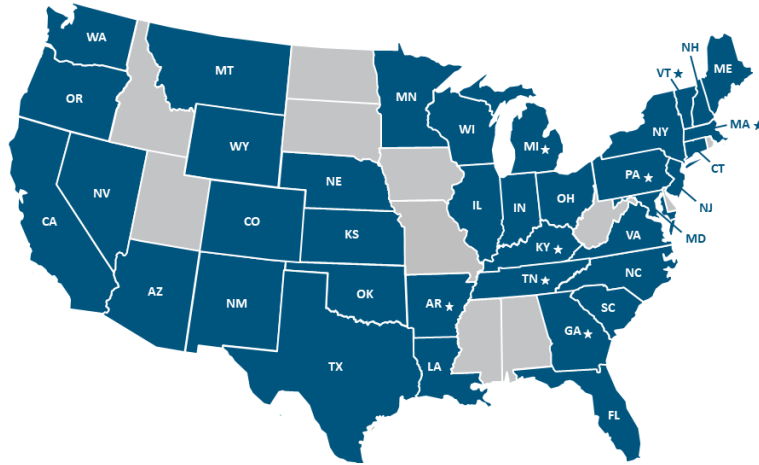 WA
MT
OR
MN
NH
VT★
ME
WI
MI★
NY
MA★
WY
PA★
CT
NE
NV
IL
IN
OH
NJ
CA
CO
KS
KY★
VA
MD
TN★
NC
AZ
NM
OK
AR★
SC
GA★
TX
LA
FL